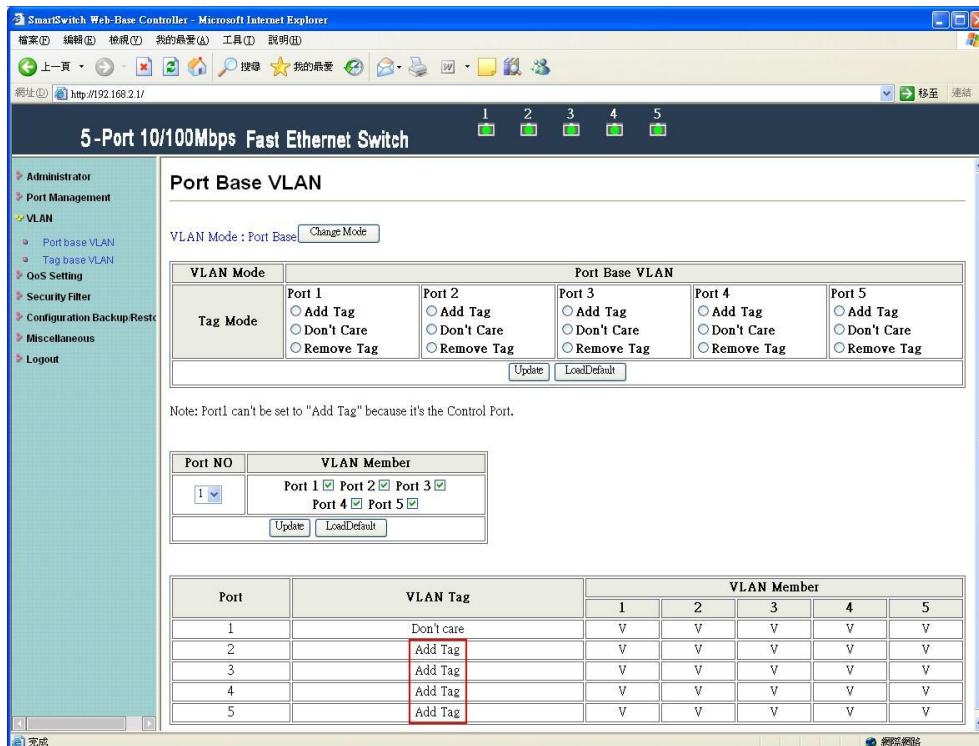 SmartSwitch Web-Base Controller - Microsoft Internet Explorer
檔案(F) 編輯(E) 檢視(V) 我的最愛(A) 工具(T) 說明(H)
上一頁 搜尋 我的最愛
網址(D) http://192.168.2.1/ 移至 連結
1 2 3 4 5
5-Port 10/100Mbps Fast Ethernet Switch
Administrator
Port Management
VLAN
Port base VLAN
Tag base VLAN
QoS Setting
Security Filter
Configuration Backup/Resto
Miscellaneous
Logout
Port Base VLAN
VLAN Mode : Port Base Change Mode
VLAN Mode Port Base VLAN
Tag Mode
Port 1 Port 2 Port 3 Port 4 Port 5
Add Tag Add Tag Add Tag Add Tag Add Tag
Don't Care Don't Care Don't Care Don't Care Don't Care
Remove Tag Remove Tag Remove Tag Remove Tag Remove Tag
Update LoadDefault
Note: Port1 can't be set to "Add Tag" because it's the Control Port.
Port NO VLAN Member
1 Port 1 Port 2 Port 3
Port 4 Port 5
Update LoadDefault
Port VLAN Tag VLAN Member
1 2 3 4 5
1 Don't care V V V V V
2 Add Tag V V V V V
3 Add Tag V V V V V
4 Add Tag V V V V V
5 Add Tag V V V V V
完成 網際網路